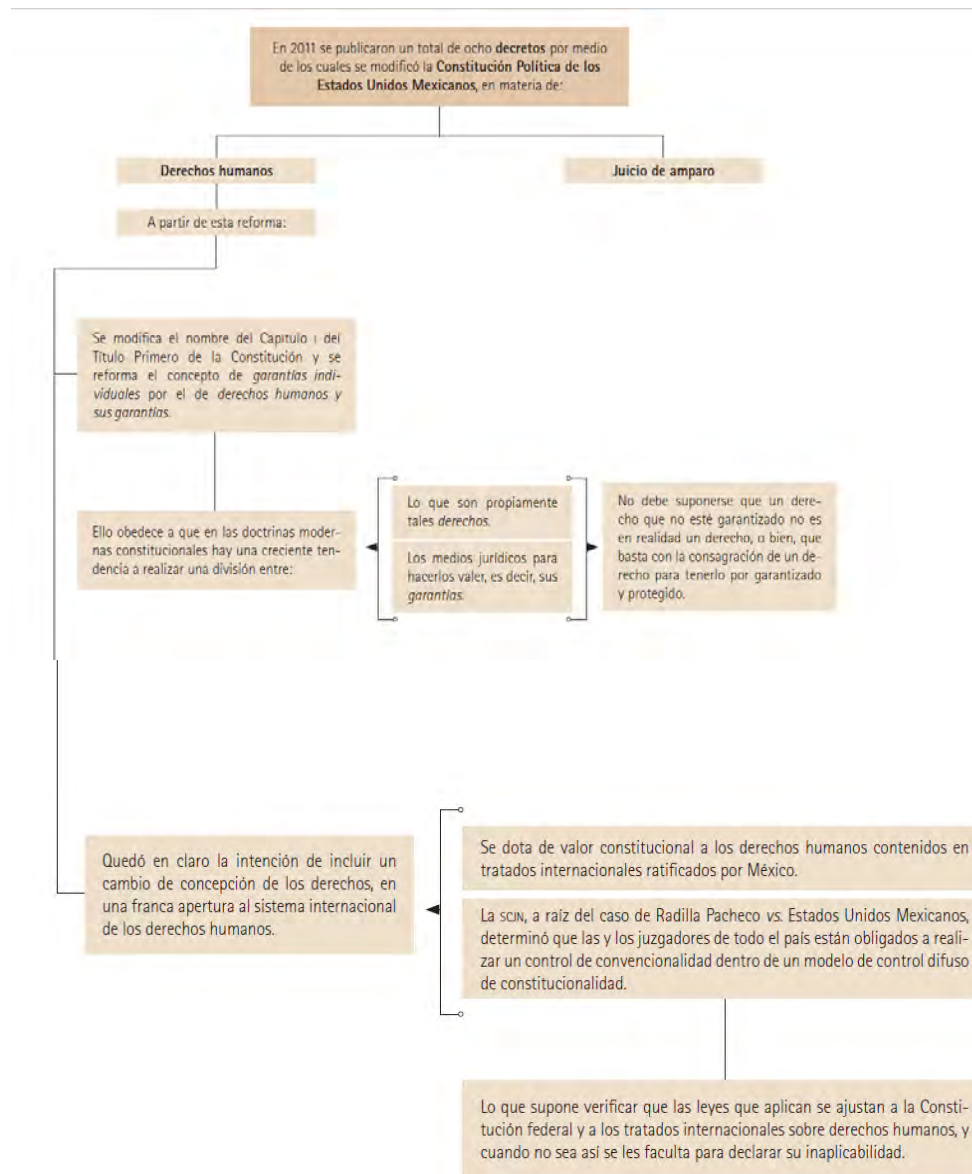 En 2011 se publicaron un total de ocho decretos por medio
de los cuales se modificó la Constitución Política de los
Estados Unidos Mexicanos, en materia de:
Derechos humanos
Juicio de amparo
A partir de esta reforma:
Se modifica el nombre del Capítulo I del
Título Primero de la Constitución y se
reforma el concepto de garantías indi-
viduales por el de derechos humanos y
sus garantías.
Ello obedece a que en las doctrinas moder-
nas constitucionales hay una creciente ten-
dencia a realizar una división entre:
Lo que son propiamente
tales derechos.
Los medios jurídicos para
hacerlos valer, es decir, sus
garantías.
No debe suponerse que un dere-
cho que no esté garantizado no es
en realidad un derecho, o bien, que
basta con la consagración de un de-
recho para tenerlo por garantizado
y protegido.
Quedó en claro la intención de incluir un
cambio de concepción de los derechos, en
una franca apertura al sistema internacional
de los derechos humanos.
Se dota de valor constitucional a los derechos humanos contenidos en
tratados internacionales ratificados por México.
La SCJN, a raíz del caso de Radilla Pacheco vs. Estados Unidos Mexicanos,
determinó que las y los juzgadores de todo el país están obligados a reali-
zar un control de convencionalidad dentro de un modelo de control difuso
de constitucionalidad.
Lo que supone verificar que las leyes que aplican se ajustan a la Consti-
tución federal y a los tratados internacionales sobre derechos humanos, y
cuando no sea así se les faculta para declarar su inaplicabilidad.